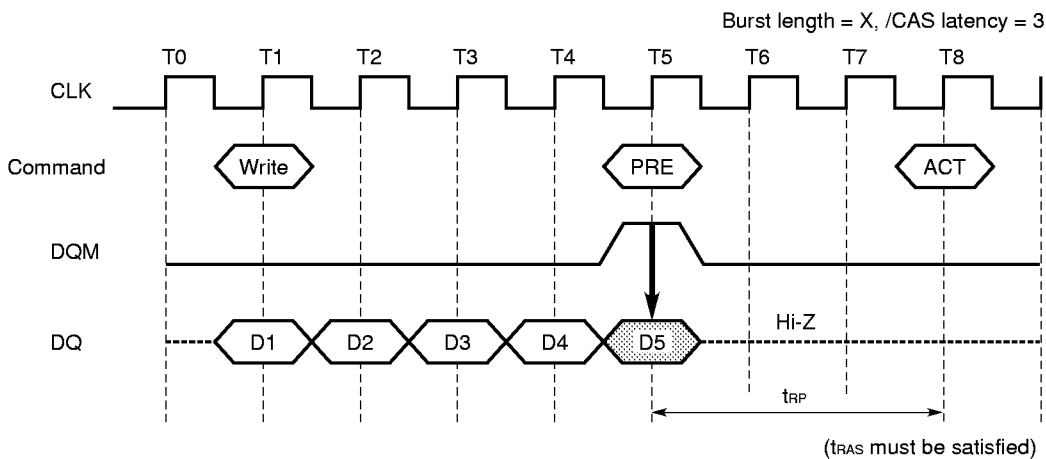 Burst length = X, /CAS latency = 3
T0 T1 T2 T3 T4 T5 T6 T7 T8
CLK
Command Write PRE ACT
DQM
Hi-Z
DQ D1 D2 D3 D4 D5
tRP
(tRAS must be satisfied)